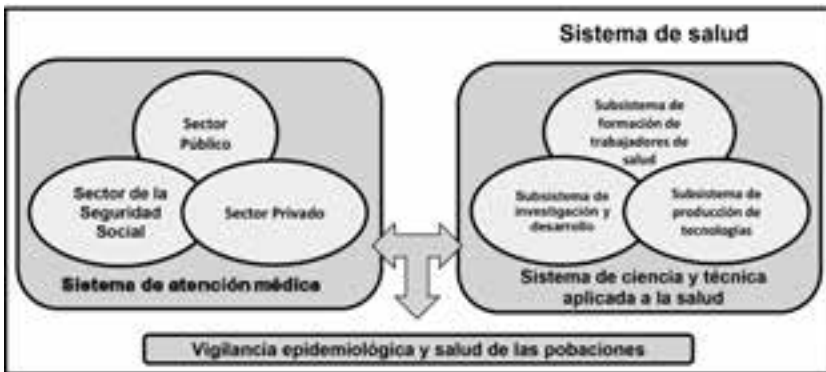 Sistema de salud
Sector
Público
Sector de la
Seguridad
Social
Sector Privado
Sistema de atención médica
Subsistema de
formación de
trabajadores de
salud
Subsistema de
investigación y
desarrollo
Subsistema de
producción de
tecnologías
Sistema de ciencia y técnica
aplicada a la salud
Vigilancia epidemiológica y salud de las pobaciones